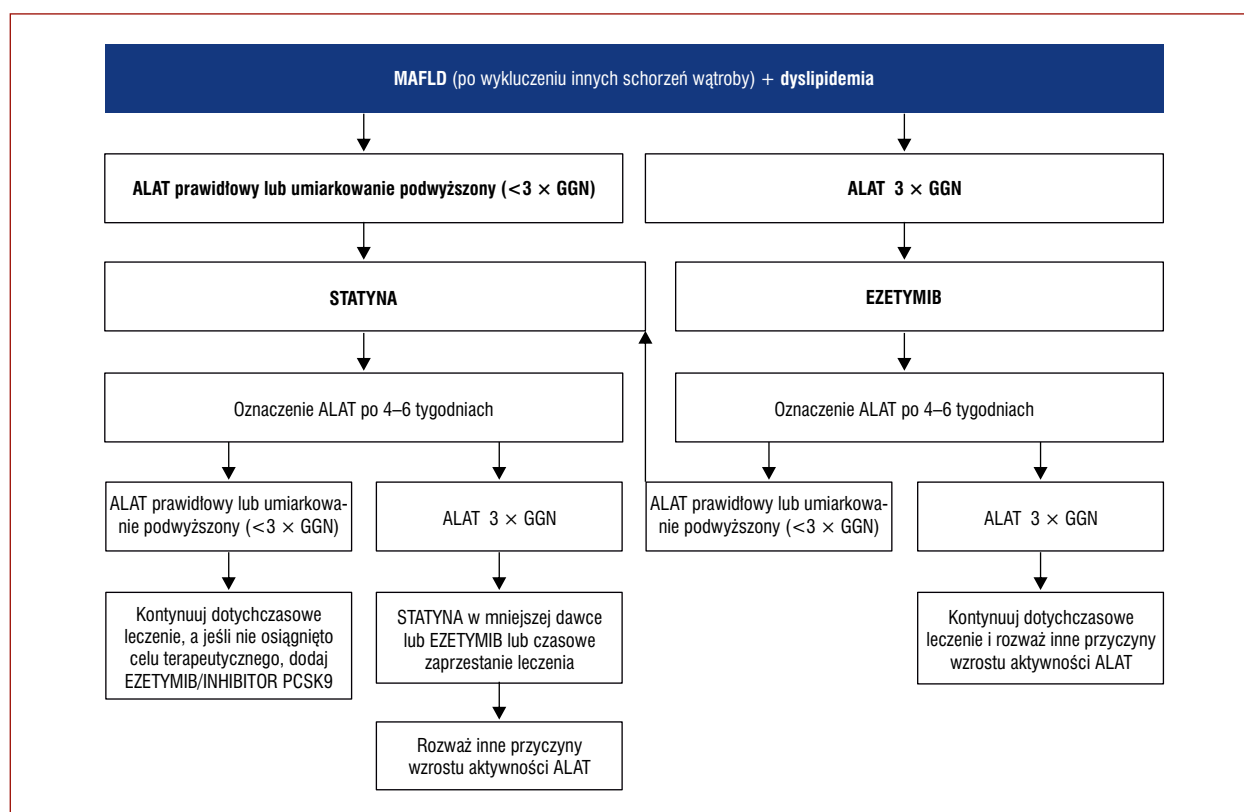 MAFLD (po wykluczeniu innych schorzeń wątroby) + dyslipidemia
ALAT prawidłowy lub umiarkowanie podwyższony (<3 × GGN)
ALAT 3 × GGN
STATYNA
EZETYMIB
Oznaczenie ALAT po 4–6 tygodniach
Oznaczenie ALAT po 4–6 tygodniach
ALAT prawidłowy lub umiarkowa-
nie podwyższony (<3 × GGN)
ALAT 3 × GGN
ALAT prawidłowy lub umiarkowa-
nie podwyższony (<3 × GGN)
ALAT 3 × GGN
Kontynuuj dotychczasowe
leczenie, a jeśli nie osiągnięto
celu terapeutycznego, dodaj
EZETYMIB/INHIBITOR PCSK9
STATYNA w mniejszej dawce
lub EZETYMIB lub czasowe
zaprzestanie leczenia
Kontynuuj dotychczasowe
leczenie i rozważ inne przyczyny
wzrostu aktywności ALAT
Rozważ inne przyczyny
wzrostu aktywności ALAT